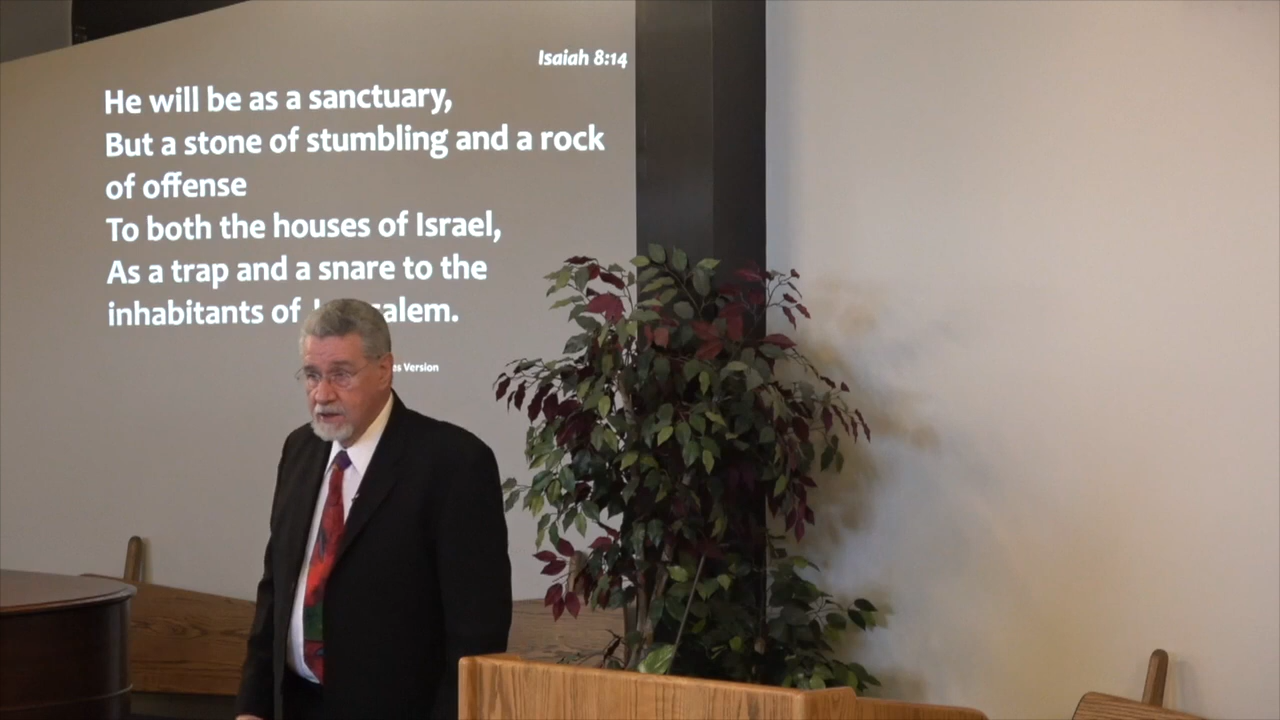 Isaiah 8:14
He will be as a sanctuary,
But a stone of stumbling and a rock
of offense
To both the houses of Israel,
As a trap and a snare to the
inhabitants of
Version